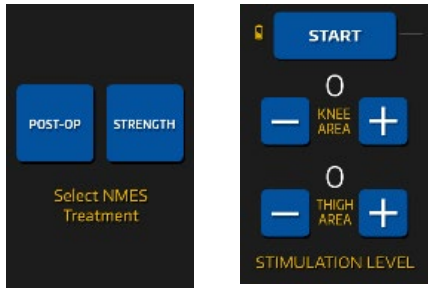 POST-OP
STRENGTH
Select NMES
Treatment
START
0
KNEE
AREA
0
THIGH
AREA
STIMULATION LEVEL